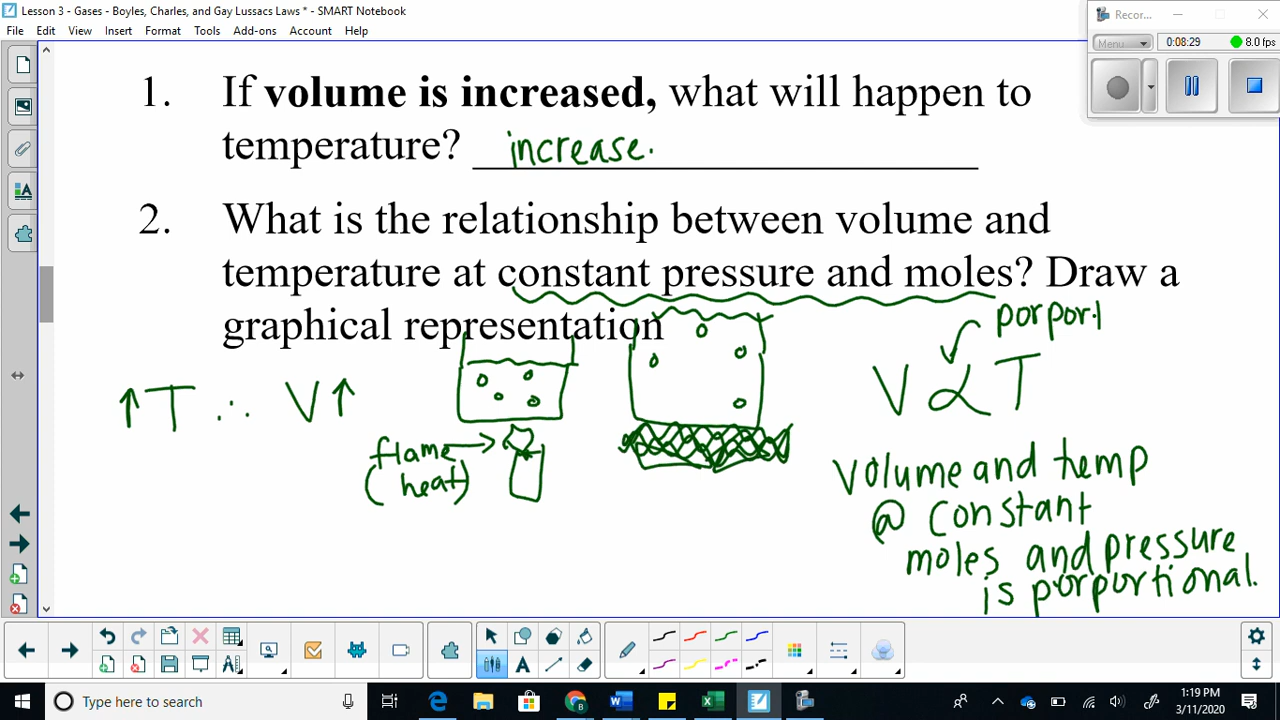 Lesson 3 - Gases - Boyles, Charles, and Gay Lussacs Laws * - SMART Notebook
File Edit View Insert Format Tools Add-ons Account Help
Recor...
Menu
0:08:29
8.0 fps
1. If volume is increased, what will happen to
temperature? increase.
2. What is the relationship between volume and
temperature at constant pressure and moles? Draw a
graphical representation
porpor.
↑T ∴ V↑
V ∝ T
flame
(heat)
volume and temp
@ constant
moles and pressure
is porportional.
Type here to search
1:19 PM
3/11/2020